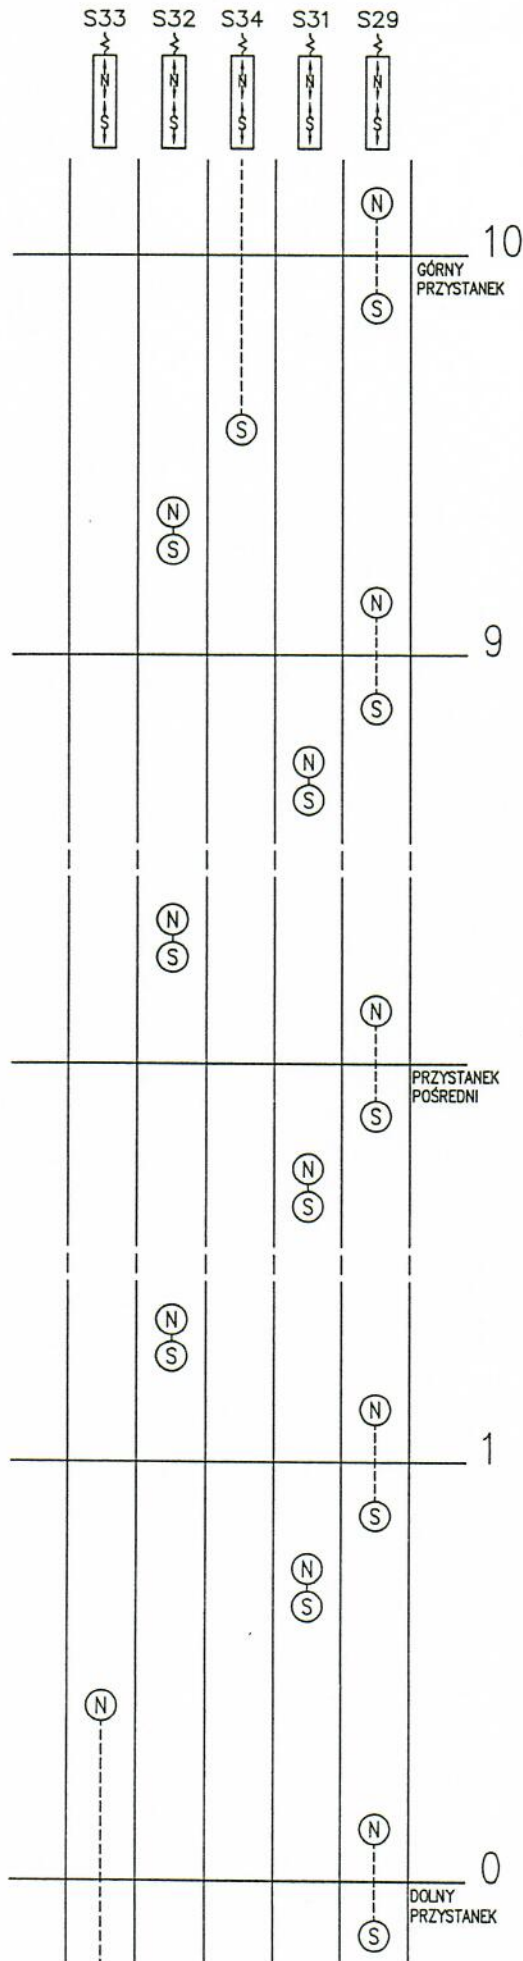 S33 S32 S34 S31 S29
N N N N N
S S S S S
N
10
GÓRNY
PRZYSTANEK
S
S
N
S
N
9
S
N
S
N
S
N
PRZYSTANEK
POŚREDNI
S
N
S
N
S
N
1
S
N
S
N
N
0
DOLNY
PRZYSTANEK
S